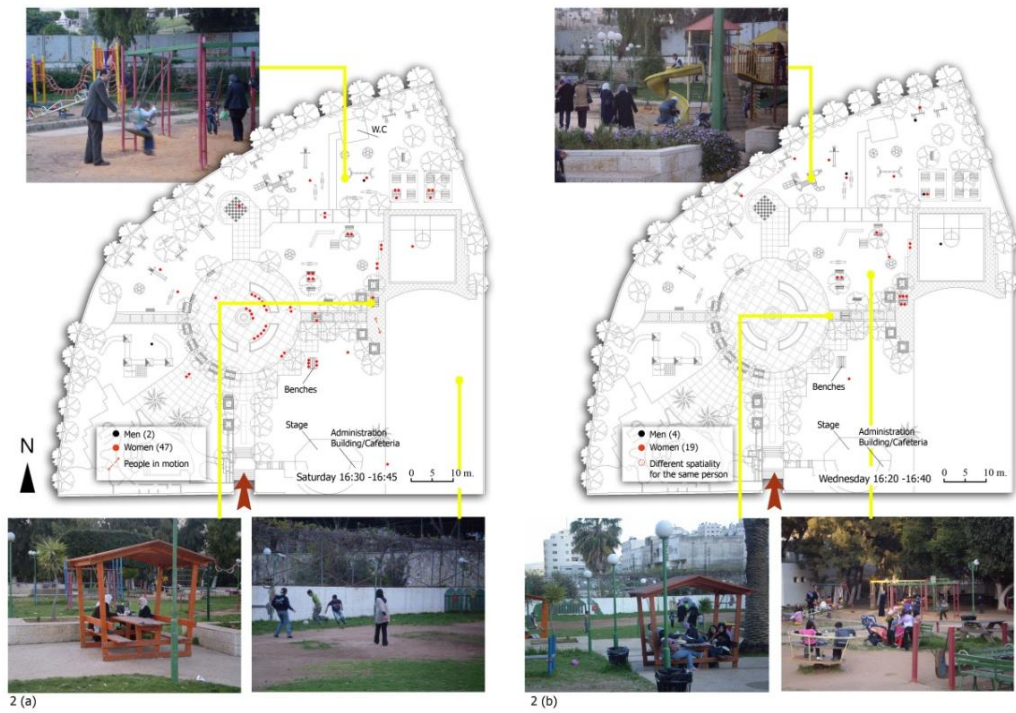 W.C
Benches
Stage
Administration
Building/Cafeteria
Men (2)
Women (47)
People in motion
N
Saturday 16:30 -16:45
0 5 10 m.
2 (a)
Benches
Stage
Administration
Building/Cafeteria
Men (4)
Women (19)
Different spatiality
for the same person
Wednesday 16:20 -16:40
0 5 10 m.
2 (b)